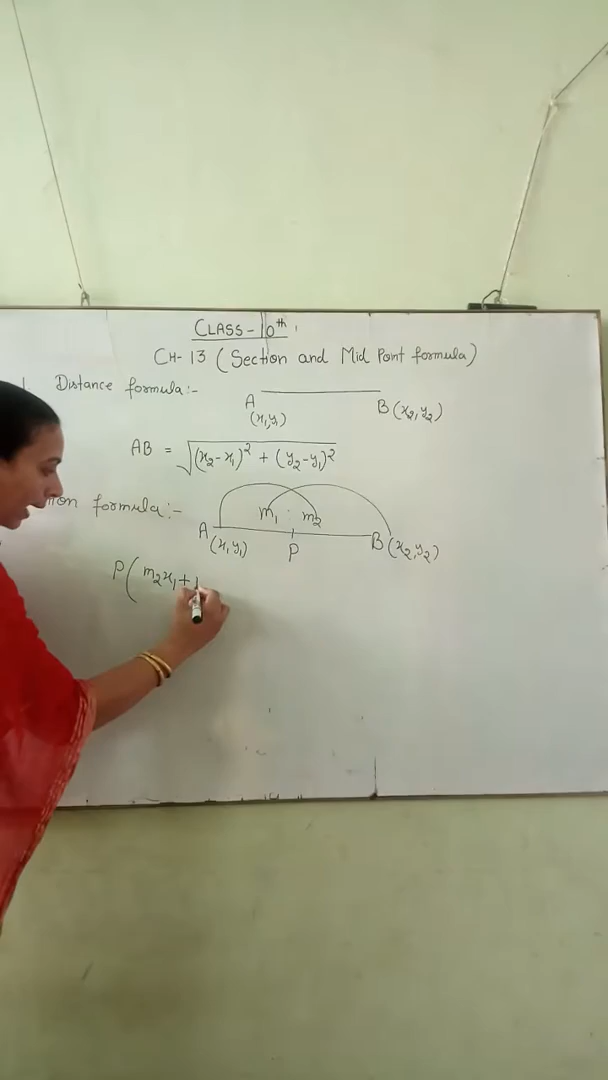 CLASS-10th
CH-13 (Section and Mid Point formula)
1. Distance formula:-
A B(x₂,y₂)
(x₁,y₁)
AB = √(x₂-x₁)² + (y₂-y₁)²
formula:-
m₁ : m₂
A P B(x₂,y₂)
(x₁,y₁)
P(m₂x₁+